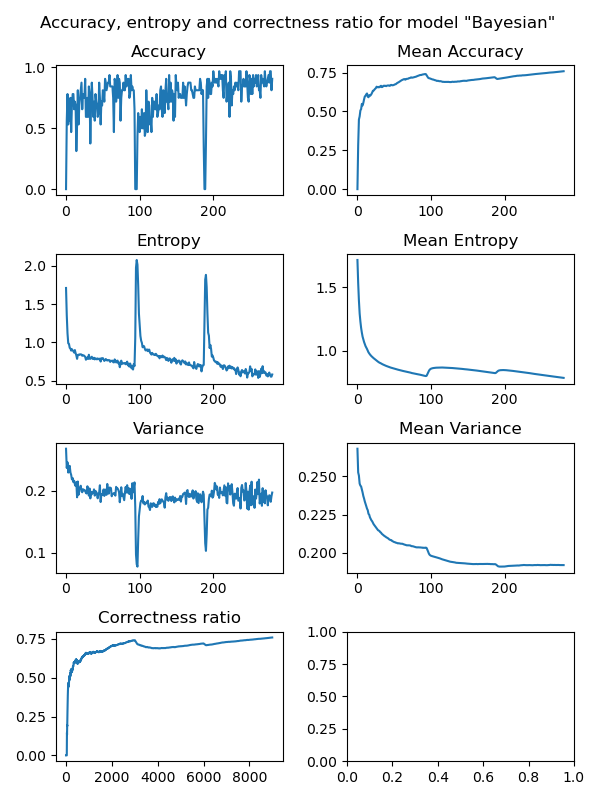 Accuracy, entropy and correctness ratio for model "Bayesian"
Accuracy
Mean Accuracy
1.0
0.5
0.0
0 100 200
0.75
0.50
0.25
0.00
0 100 200
Entropy
Mean Entropy
2.0
1.5
1.0
0.5
0 100 200
1.5
1.0
0 100 200
Variance
Mean Variance
0.2
0.1
0 100 200
0.250
0.225
0.200
0 100 200
Correctness ratio
0.75
0.50
0.25
0.00
0 2000 4000 6000 8000
1.00
0.75
0.50
0.25
0.00
0.0 0.2 0.4 0.6 0.8 1.0